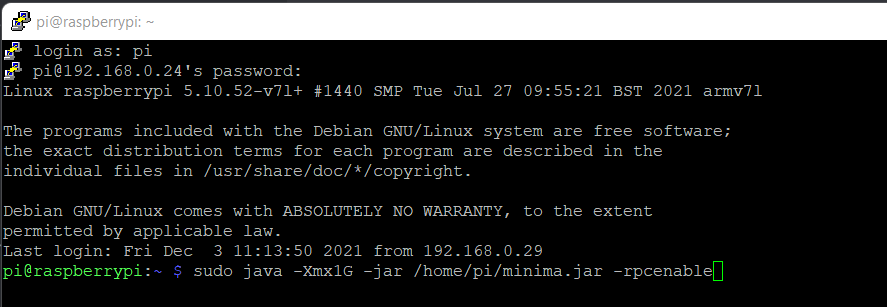 pi@raspberrypi: ~
login as: pi
pi@192.168.0.24's password:
Linux raspberrypi 5.10.52-v7l+ #1440 SMP Tue Jul 27 09:55:21 BST 2021 armv7l
The programs included with the Debian GNU/Linux system are free software;
the exact distribution terms for each program are described in the
individual files in /usr/share/doc/*/copyright.
Debian GNU/Linux comes with ABSOLUTELY NO WARRANTY, to the extent
permitted by applicable law.
Last login: Fri Dec  3 11:13:50 2021 from 192.168.0.29
pi@raspberrypi:~ $ sudo java -Xmx1G -jar /home/pi/minima.jar -rpcenable